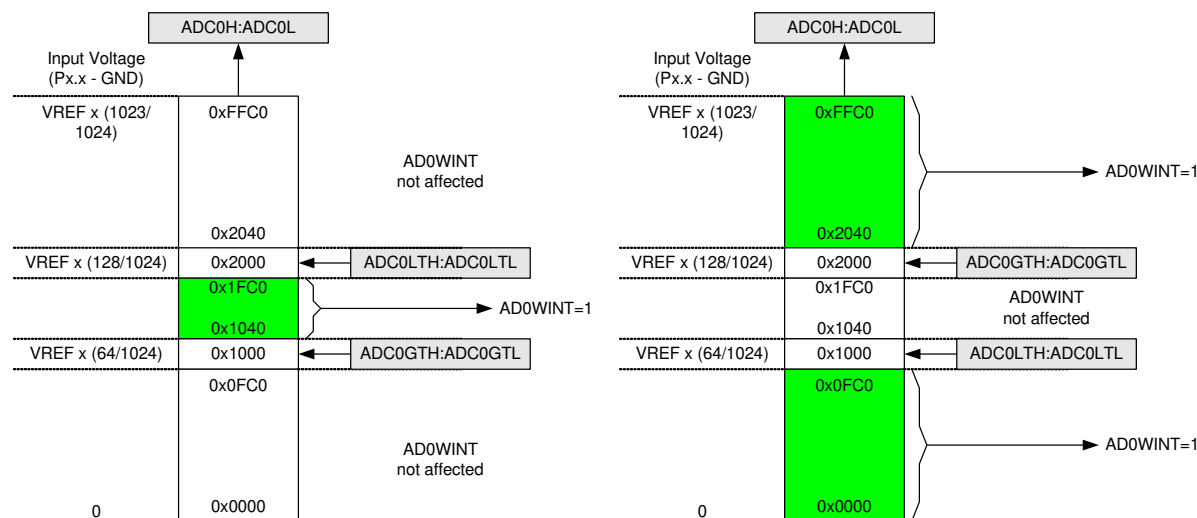 ADC0H:ADC0L
Input Voltage
(Px.x - GND)
VREF x (1023/
1024)
0xFFC0
AD0WINT
not affected
0x2040
VREF x (128/1024)
0x2000
ADC0LTH:ADC0LTL
0x1FC0
AD0WINT=1
0x1040
VREF x (64/1024)
0x1000
ADC0GTH:ADC0GTL
0x0FC0
AD0WINT
not affected
0
0x0000
ADC0H:ADC0L
Input Voltage
(Px.x - GND)
VREF x (1023/
1024)
0xFFC0
AD0WINT=1
0x2040
VREF x (128/1024)
0x2000
ADC0GTH:ADC0GTL
0x1FC0
AD0WINT
not affected
0x1040
VREF x (64/1024)
0x1000
ADC0LTH:ADC0LTL
0x0FC0
AD0WINT=1
0
0x0000